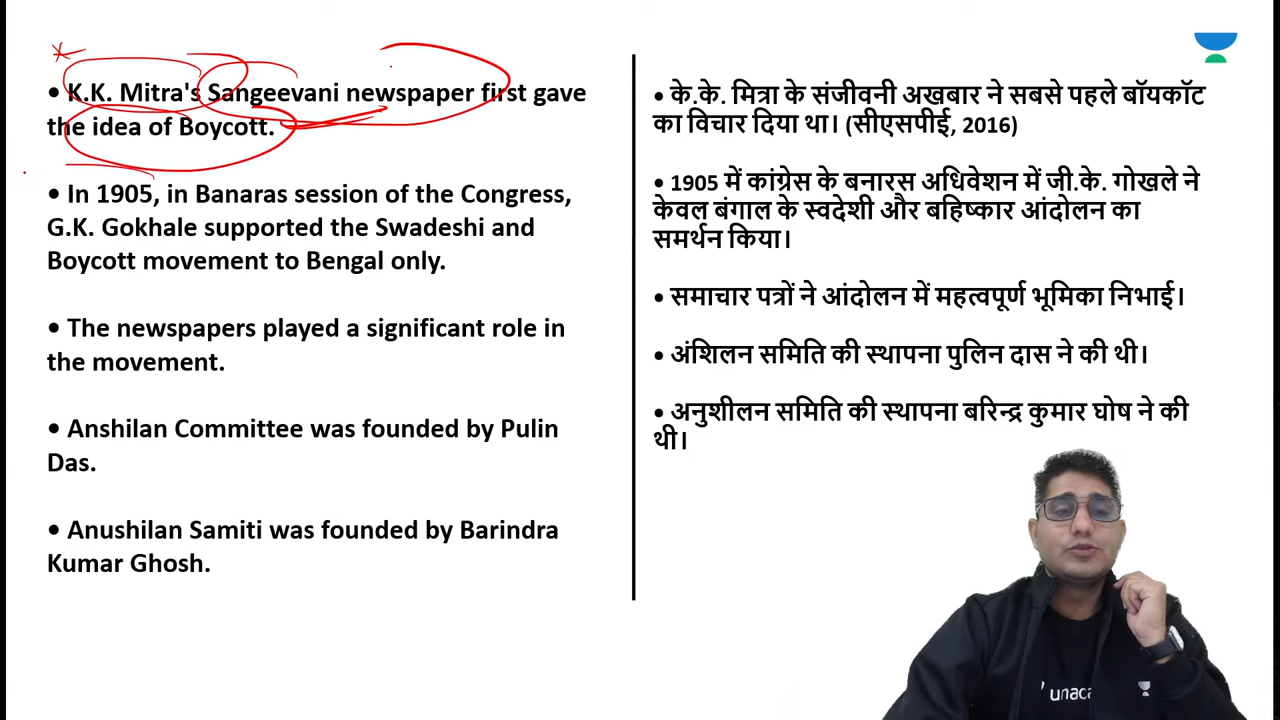 • K.K. Mitra's Sangeevani newspaper first gave
the idea of Boycott.
• In 1905, in Banaras session of the Congress,
G.K. Gokhale supported the Swadeshi and
Boycott movement to Bengal only.
• The newspapers played a significant role in
the movement.
• Anshilan Committee was founded by Pulin
Das.
• Anushilan Samiti was founded by Barindra
Kumar Ghosh.
• के.के. मित्रा के संजीवनी अखबार ने सबसे पहले बॉयकॉट
का विचार दिया था। (सीएसपीई, 2016)
• 1905 में कांग्रेस के बनारस अधिवेशन में जी.के. गोखले ने
केवल बंगाल के स्वदेशी और बहिष्कार आंदोलन का
समर्थन किया।
• समाचार पत्रों ने आंदोलन में महत्वपूर्ण भूमिका निभाई।
• अंशिलन समिति की स्थापना पुलिन दास ने की थी।
• अनुशीलन समिति की स्थापना बरिन्द्र कुमार घोष ने की
थी।
unaca